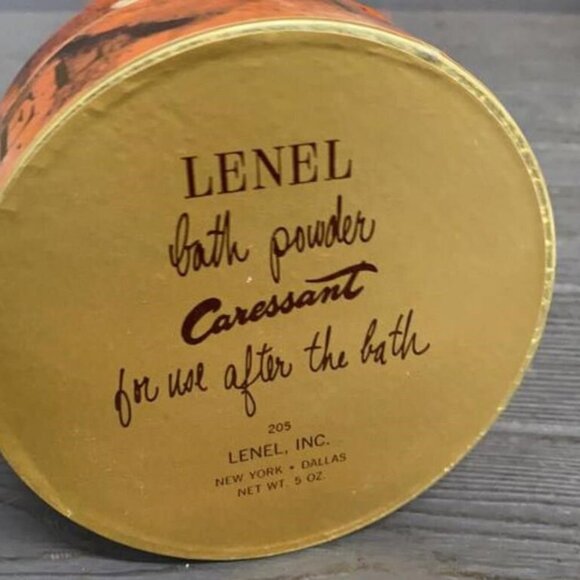 LENEL
bath powder
Caressant
for use after the bath
205
LENEL, INC.
NEW YORK • DALLAS
NET WT. 5 OZ.